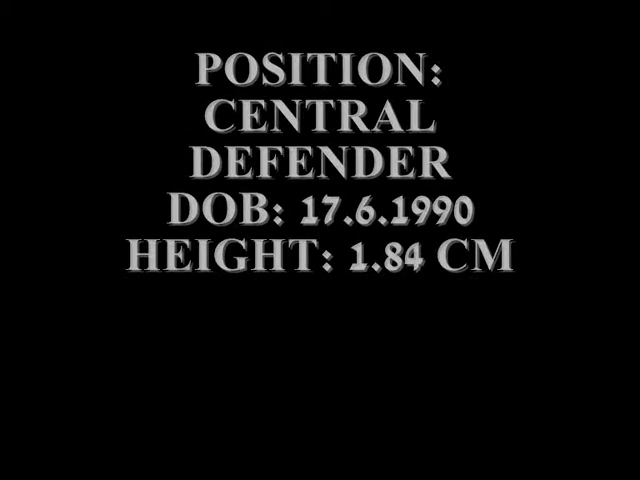 POSITION:
CENTRAL
DEFENDER
DOB: 17.6.1990
HEIGHT: 1.84 CM